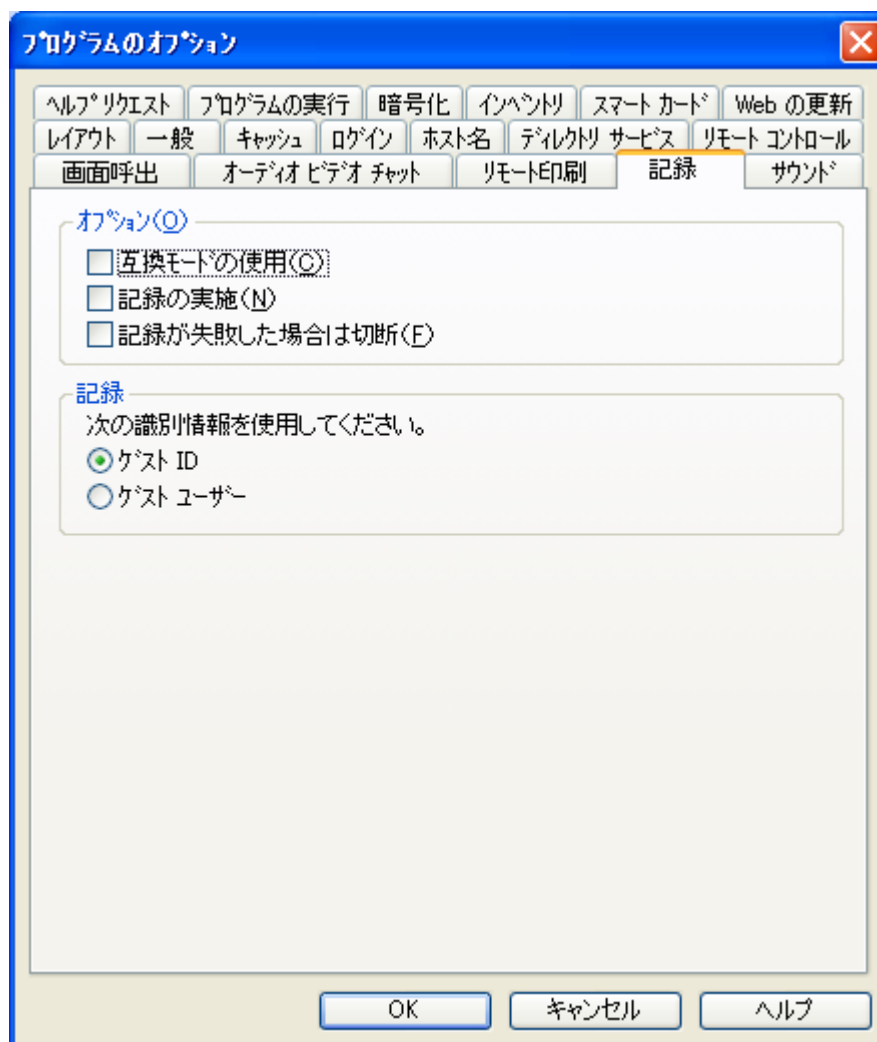 プログラムのオプション
ヘルプ リクエスト プログラムの実行 暗号化 インベントリ スマート カード Web の更新
レイアウト 一般 キャッシュ ログイン ホスト名 ディレクトリ サービス リモート コントロール
画面呼出 オーディオ ビデオ チャット リモート印刷 記録 サウンド
オプション(O)
互換モードの使用(C)
記録の実施(N)
記録が失敗した場合は切断(F)
記録
次の識別情報を使用してください。
ゲスト ID
ゲスト ユーザー
OK キャンセル ヘルプ